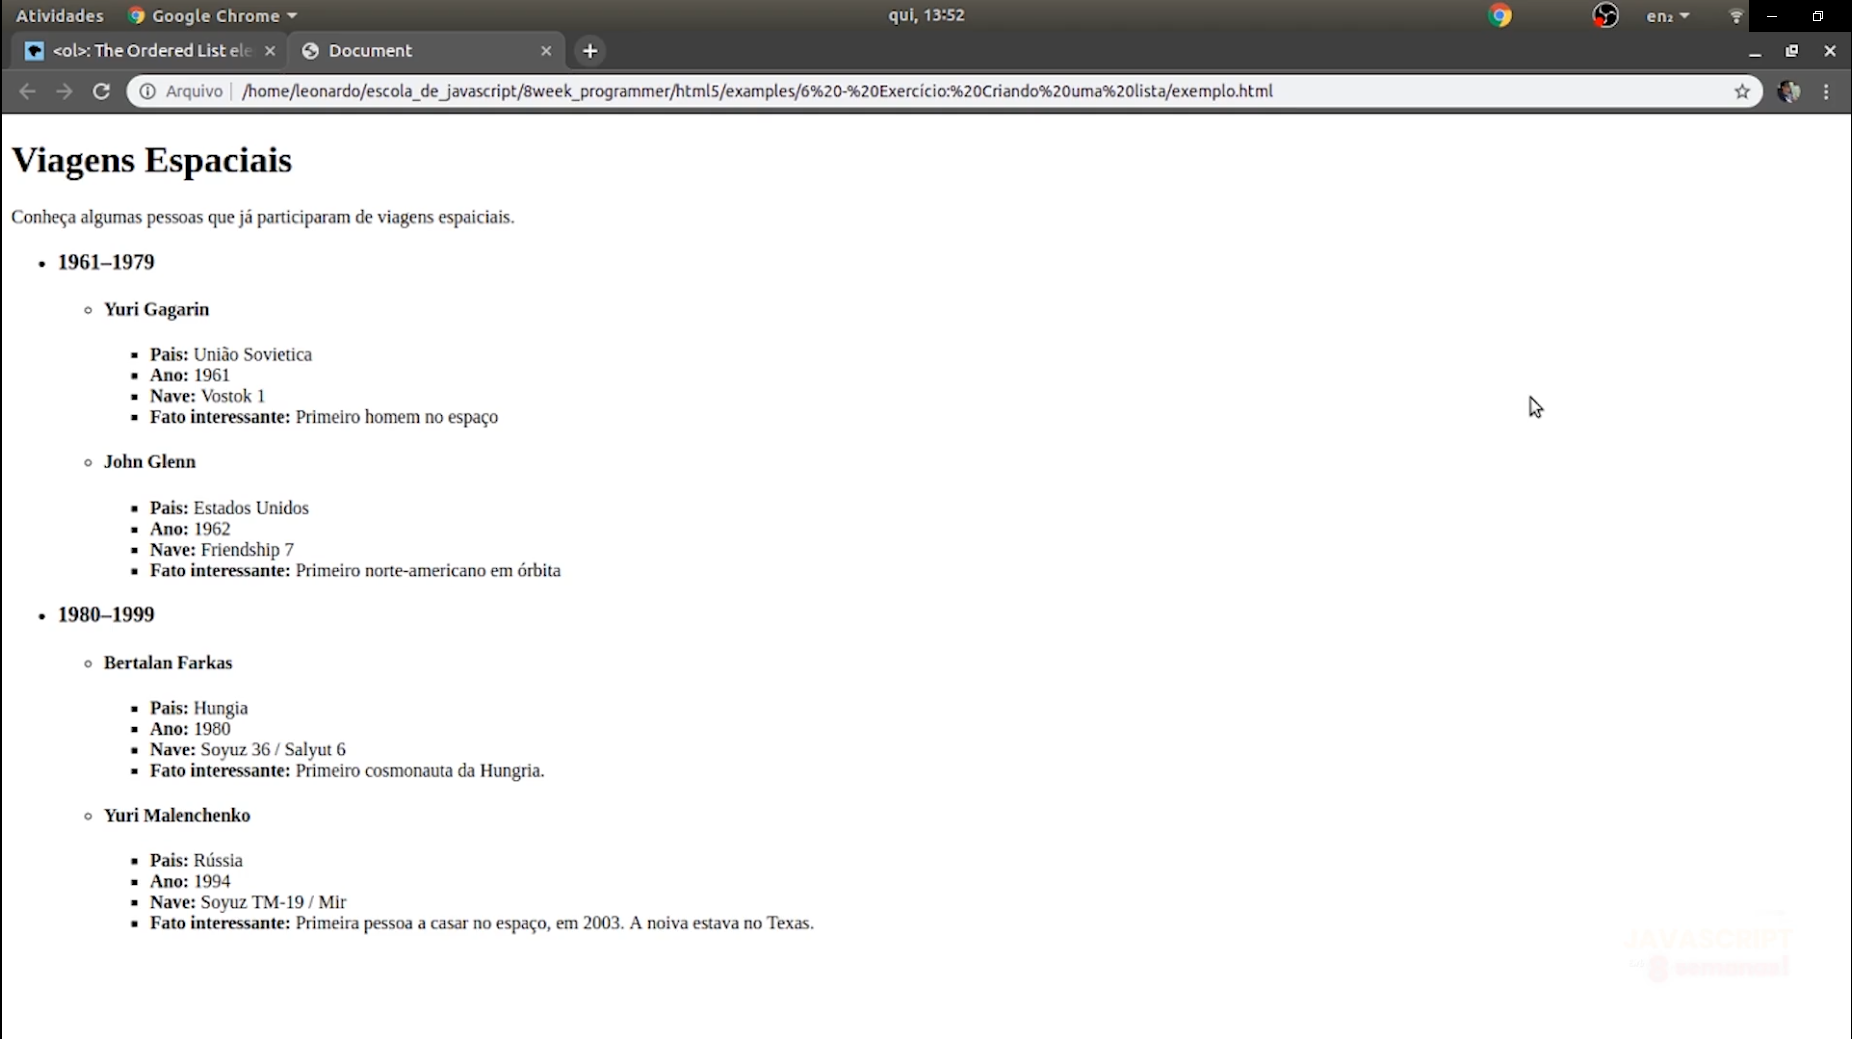 Atividades Google Chrome qui, 13:52 en₂
<ol>: The Ordered List ele Document
Arquivo /home/leonardo/escola_de_javascript/8week_programmer/html5/examples/6%20-%20Exercício:%20Criando%20uma%20lista/exemplo.html
Viagens Espaciais
Conheça algumas pessoas que já participaram de viagens espaiciais.
1961–1979
Yuri Gagarin
Pais: União Sovietica
Ano: 1961
Nave: Vostok 1
Fato interessante: Primeiro homem no espaço
John Glenn
Pais: Estados Unidos
Ano: 1962
Nave: Friendship 7
Fato interessante: Primeiro norte-americano em órbita
1980–1999
Bertalan Farkas
Pais: Hungia
Ano: 1980
Nave: Soyuz 36 / Salyut 6
Fato interessante: Primeiro cosmonauta da Hungria.
Yuri Malenchenko
Pais: Rússia
Ano: 1994
Nave: Soyuz TM-19 / Mir
Fato interessante: Primeira pessoa a casar no espaço, em 2003. A noiva estava no Texas.
JAVASCRIPT
8